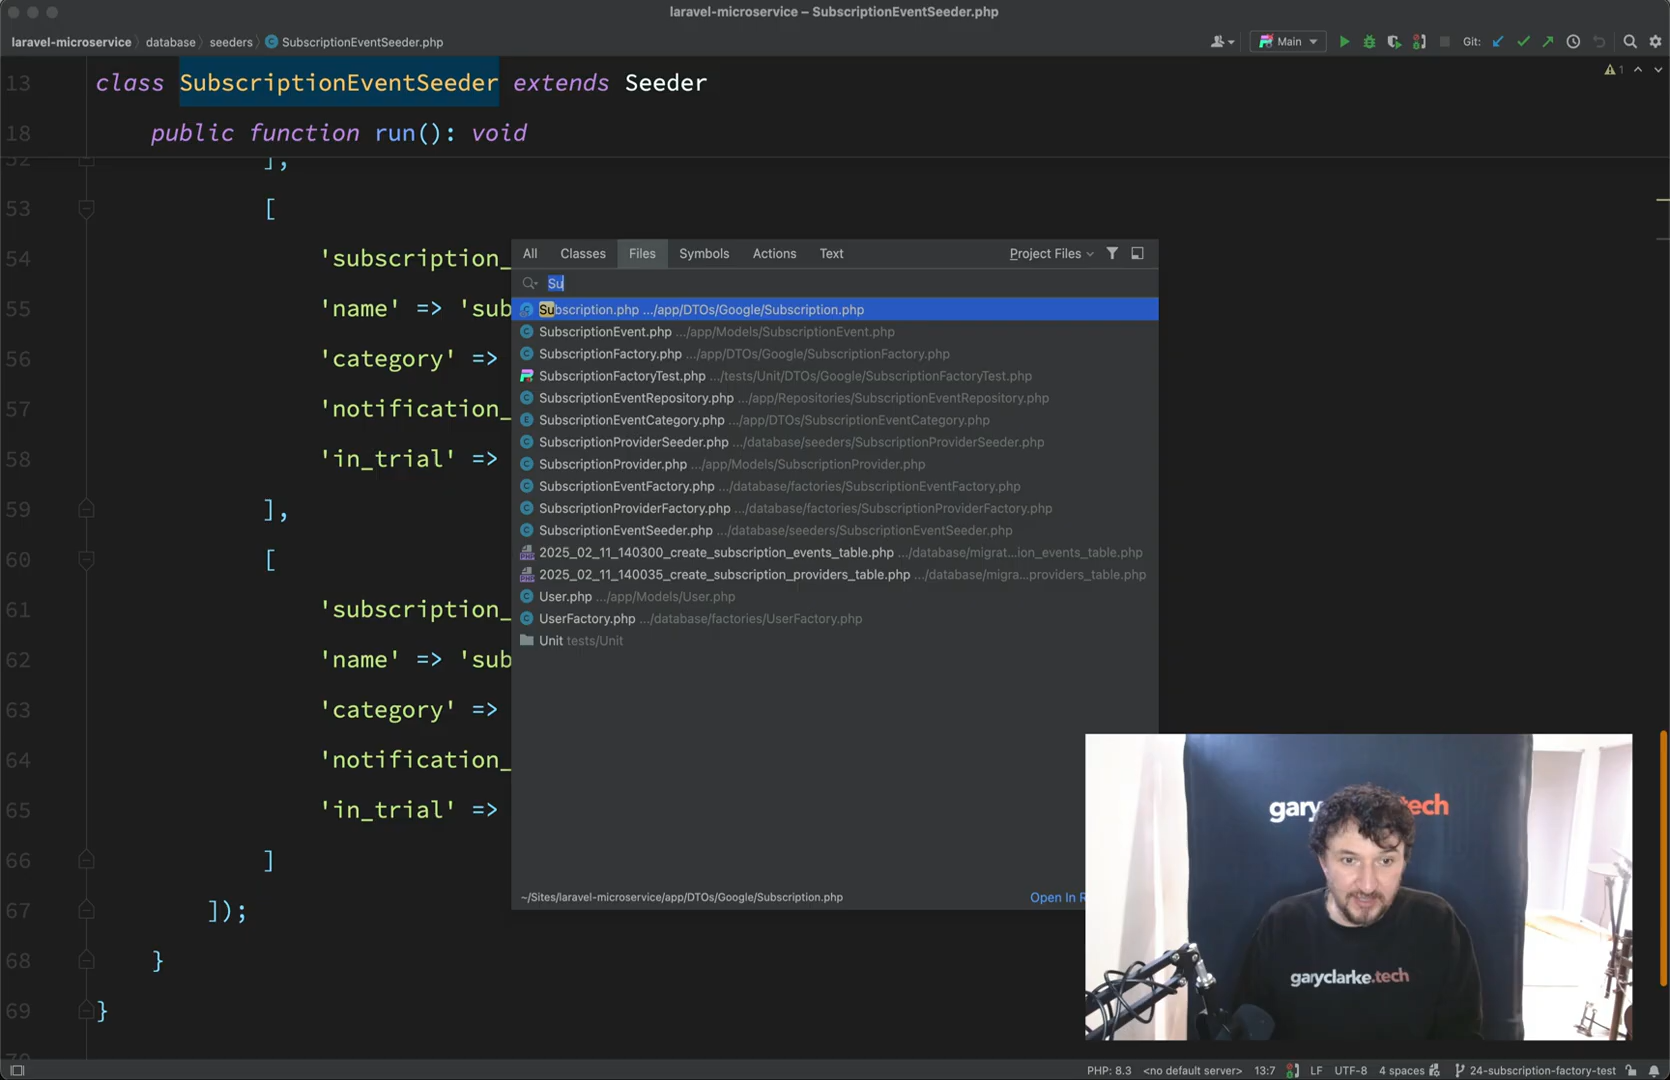 laravel-microservice – SubscriptionEventSeeder.php
laravel-microservice database seeders SubscriptionEventSeeder.php
Main Git:
13 class SubscriptionEventSeeder extends Seeder
1
18 public function run(): void
52 ],
53 [
54 'subscription_
55 'name' => 'sub
56 'category' =>
57 'notification_
58 'in_trial' =>
59 ],
60 [
61 'subscription_
62 'name' => 'sub
63 'category' =>
64 'notification_
65 'in_trial' =>
66 ]
67 ]);
68 }
69 }
70
All Classes Files Symbols Actions Text Project Files
Su
Subscription.php .../app/DTOs/Google/Subscription.php
SubscriptionEvent.php .../app/Models/SubscriptionEvent.php
SubscriptionFactory.php .../app/DTOs/Google/SubscriptionFactory.php
SubscriptionFactoryTest.php .../tests/Unit/DTOs/Google/SubscriptionFactoryTest.php
SubscriptionEventRepository.php .../app/Repositories/SubscriptionEventRepository.php
SubscriptionEventCategory.php .../app/DTOs/SubscriptionEventCategory.php
SubscriptionProviderSeeder.php .../database/seeders/SubscriptionProviderSeeder.php
SubscriptionProvider.php .../app/Models/SubscriptionProvider.php
SubscriptionEventFactory.php .../database/factories/SubscriptionEventFactory.php
SubscriptionProviderFactory.php .../database/factories/SubscriptionProviderFactory.php
SubscriptionEventSeeder.php .../database/seeders/SubscriptionEventSeeder.php
2025_02_11_140300_create_subscription_events_table.php .../database/migrat...ion_events_table.php
2025_02_11_140035_create_subscription_providers_table.php .../database/migra...providers_table.php
User.php .../app/Models/User.php
UserFactory.php .../database/factories/UserFactory.php
Unit tests/Unit
~/Sites/laravel-microservice/app/DTOs/Google/Subscription.php
Open In R
gary ech
garyclarke.tech
PHP: 8.3 <no default server> 13:7 LF UTF-8 4 spaces 24-subscription-factory-test